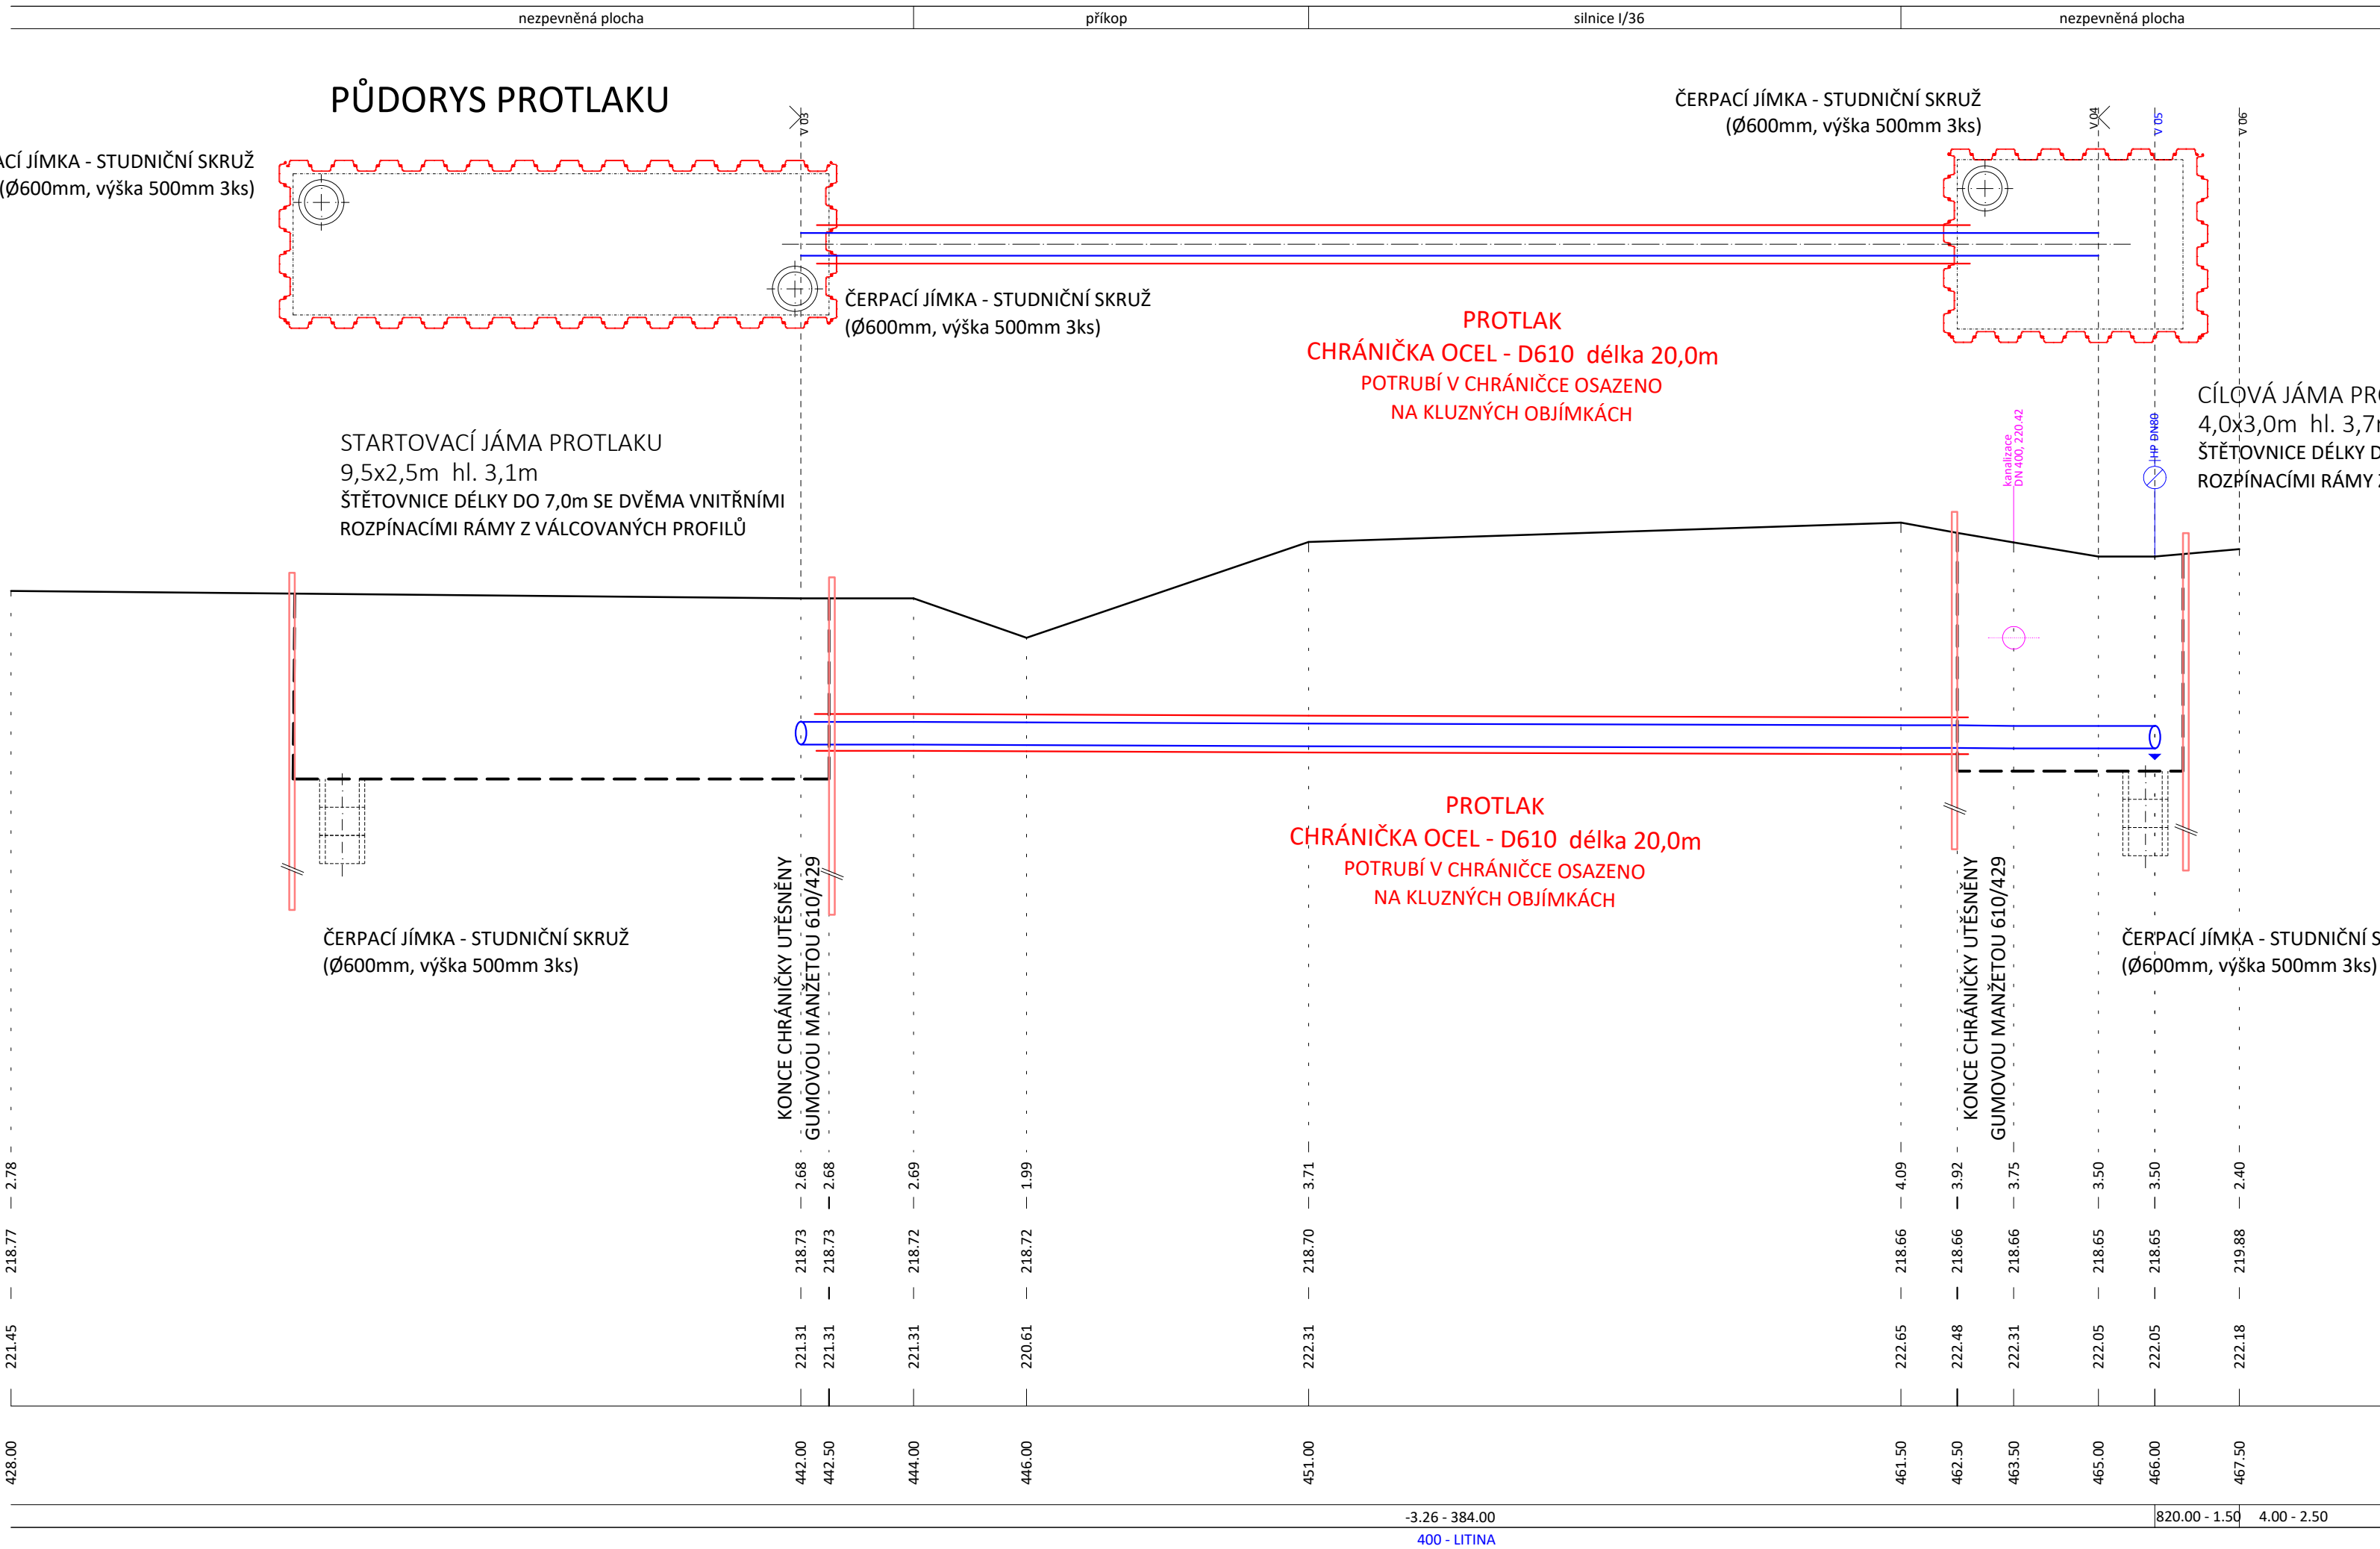 nezpevněná plocha
příkop
silnice I/36
nezpevněná plocha
PŮDORYS PROTLAKU
ČERPACÍ JÍMKA - STUDNIČNÍ SKRUŽ
(Ø600mm, výška 500mm 3ks)
JÍMKA - STUDNIČNÍ SKRUŽ
(Ø600mm, výška 500mm 3ks)
V 03
V 04
V 05
V 06
ČERPACÍ JÍMKA - STUDNIČNÍ SKRUŽ
(Ø600mm, výška 500mm 3ks)
PROTLAK
CHRÁNIČKA OCEL - D610 délka 20,0m
POTRUBÍ V CHRÁNIČCE OSAZENO
NA KLUZNÝCH OBJÍMKÁCH
STARTOVACÍ JÁMA PROTLAKU
9,5x2,5m hl. 3,1m
ŠTĚTOVNICE DÉLKY DO 7,0m SE DVĚMA VNITŘNÍMI
ROZPÍNACÍMI RÁMY Z VÁLCOVANÝCH PROFILŮ
kanalizace
DN 400, 220.42
HP DN80
CÍLOVÁ JÁMA
4,0x3,0m hl. 3,7
ŠTĚTOVNICE DÉLKY
ROZPÍNACÍMI RÁMY
PROTLAK
CHRÁNIČKA OCEL - D610 délka 20,0m
POTRUBÍ V CHRÁNIČCE OSAZENO
NA KLUZNÝCH OBJÍMKÁCH
ČERPACÍ JÍMKA - STUDNIČNÍ SKRUŽ
(Ø600mm, výška 500mm 3ks)
KONCE CHRÁNIČKY UTĚSNĚNY
GUMOVOU MANŽETOU 610/429
KONCE CHRÁNIČKY UTĚSNĚNY
GUMOVOU MANŽETOU 610/429
ČERPACÍ JÍMKA - STUDNIČNÍ
(Ø600mm, výška 500mm 3ks)
2.78 2.68 2.68 2.69 1.99 3.71 4.09 3.92 3.75 3.50 3.50 2.40
218.77 218.73 218.73 218.72 218.72 218.70 218.66 218.66 218.66 218.65 218.65 219.88
221.45 221.31 221.31 221.31 220.61 222.31 222.65 222.48 222.31 222.05 222.05 222.18
428.00 442.00 442.50 444.00 446.00 451.00 461.50 462.50 463.50 465.00 466.00 467.50
-3.26 - 384.00
820.00 - 1.50
4.00 - 2.50
400 - LITINA